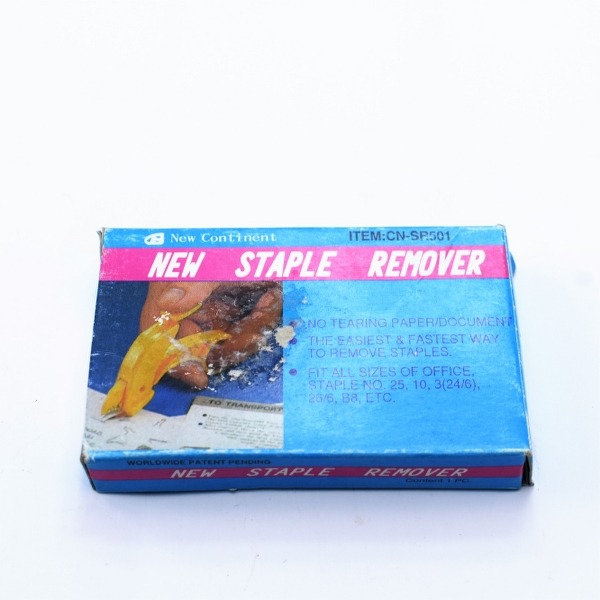 New Continent
ITEM:CN-SR501
NEW STAPLE REMOVER
NO TEARING PAPER/DOCUMENT
THE EASIEST & FASTEST WAY
TO REMOVE STAPLES.
FIT ALL SIZES OF OFFICE,
STAPLE NO. 25, 10, 3(24/6),
26/6, B8, ETC.
TO TRANSPORT
WORLDWIDE PATENT PENDING
NEW STAPLE REMOVER
Content 1 PC.